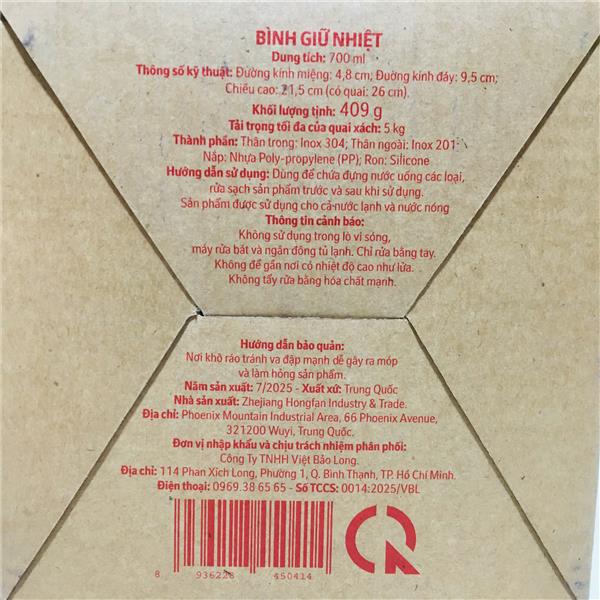 BÌNH GIỮ NHIỆT
Dung tích: 700 ml
Thông số kỹ thuật: Đường kính miệng: 4,8 cm; Đường kính đáy: 9,5 cm;
Chiều cao: 21,5 cm (có quai: 26 cm).
Khối lượng tịnh: 409 g
Tải trọng tối đa của quai xách: 5 kg
Thành phần: Thân trong: Inox 304; Thân ngoài: Inox 201
Nắp: Nhựa Poly-propylene (PP); Ron: Silicone
Hướng dẫn sử dụng: Dùng để chứa đựng nước uống các loại,
rửa sạch sản phẩm trước và sau khi sử dụng.
Sản phẩm được sử dụng cho cả nước lạnh và nước nóng
Thông tin cảnh báo:
Không sử dụng trong lò vi sóng,
máy rửa bát và ngăn đông tủ lạnh. Chỉ rửa bằng tay.
Không để gần nơi có nhiệt độ cao như lửa.
Không tẩy rửa bằng hóa chất mạnh.
Hướng dẫn bảo quản:
Nơi khô ráo tránh va đập mạnh dễ gây ra móp
và làm hỏng sản phẩm.
Năm sản xuất: 7/2025 - Xuất xứ: Trung Quốc
Nhà sản xuất: Zhejiang Hongfan Industry & Trade.
Địa chỉ: Phoenix Mountain Industrial Area, 66 Phoenix Avenue,
321200 Wuyi, Trung Quốc.
Đơn vị nhập khẩu và chịu trách nhiệm phân phối:
Công Ty TNHH Việt Bảo Long.
Địa chỉ: 114 Phan Xích Long, Phường 1, Q. Bình Thạnh, TP. Hồ Chí Minh.
Điện thoại: 0969.38 65 65 - Số TCCS: 0014:2025/VBL
8 936228 450414